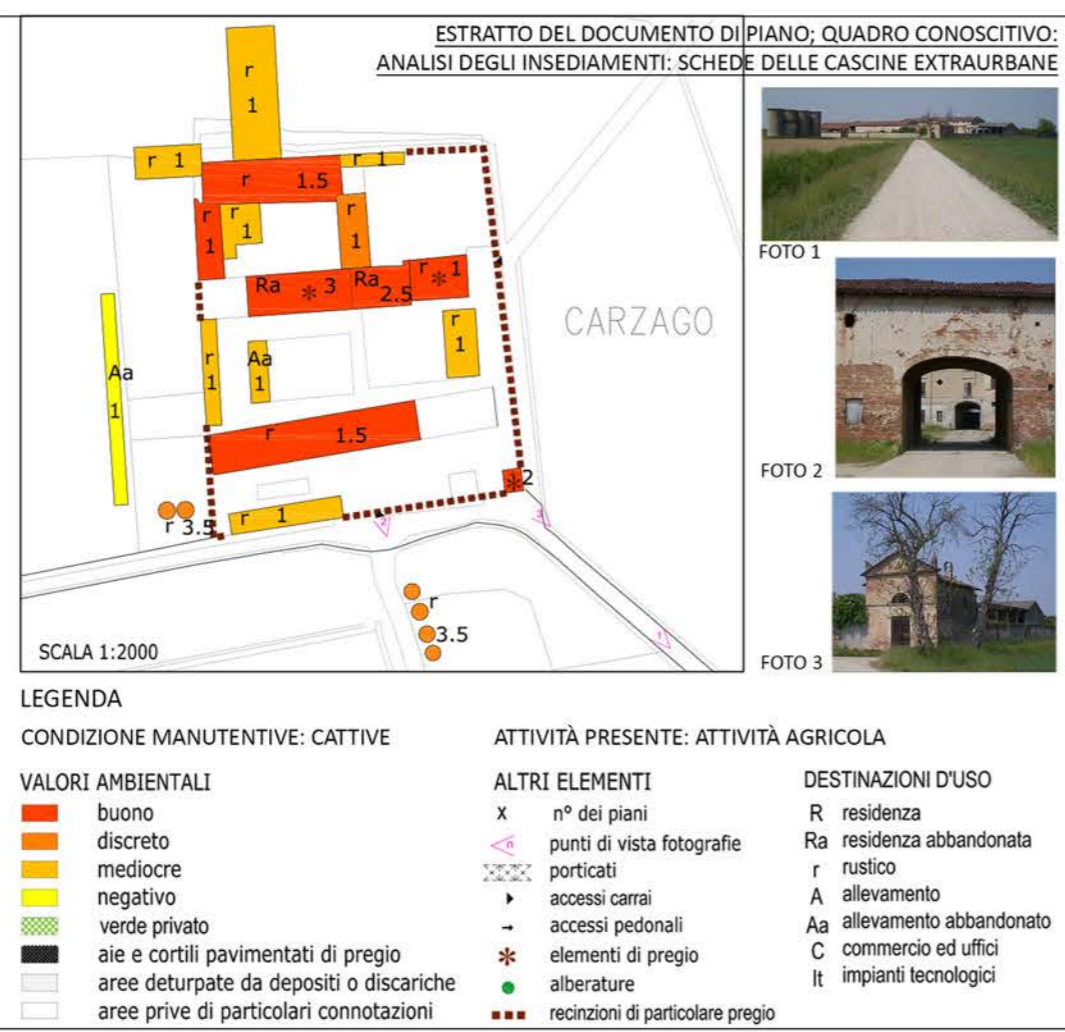 ESTRATTO DEL DOCUMENTO DI PIANO; QUADRO CONOSCITIVO:
ANALISI DEGLI INSEDIAMENTI: SCHEDE DELLE CASCINE EXTRAURBANE
r
1
r 1
r 1
r 1.5
r
1
r
1
r
1
Ra 3
Ra
2.5
r 1
CARZAGO
Aa
1
r
1
Aa
1
r
1
r 1.5
2
r 3.5
r 1
2
3
r
3.5
1
SCALA 1:2000
FOTO 1
FOTO 2
FOTO 3
LEGENDA
CONDIZIONE MANUTENTIVE: CATTIVE
VALORI AMBIENTALI
buono
discreto
mediocre
negativo
verde privato
aie e cortili pavimentati di pregio
aree deturpate da depositi o discariche
aree prive di particolari connotazioni
ATTIVITÀ PRESENTE: ATTIVITÀ AGRICOLA
ALTRI ELEMENTI
X n° dei piani
n punti di vista fotografie
porticati
accessi carrai
accessi pedonali
elementi di pregio
alberature
recinzioni di particolare pregio
DESTINAZIONI D'USO
R residenza
Ra residenza abbandonata
r rustico
A allevamento
Aa allevamento abbandonato
C commercio ed uffici
It impianti tecnologici